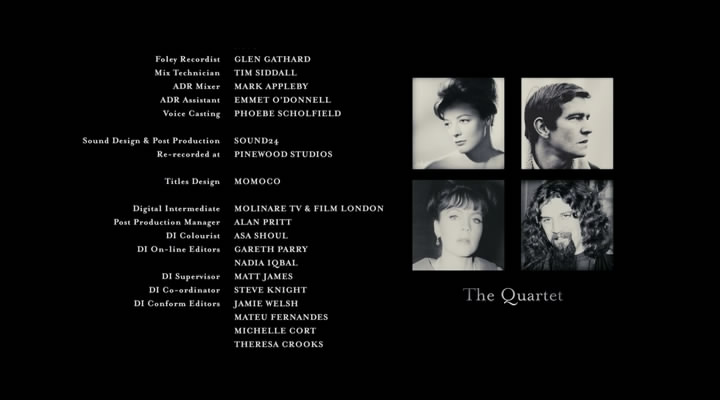 Foley Recordist GLEN GATHARD
Mix Technician TIM SIDDALL
ADR Mixer MARK APPLEBY
ADR Assistant EMMET O'DONNELL
Voice Casting PHOEBE SCHOLFIELD
Sound Design & Post Production SOUND24
Re-recorded at PINEWOOD STUDIOS
Titles Design MOMOCO
Digital Intermediate MOLINARE TV & FILM LONDON
Post Production Manager ALAN PRITT
DI Colourist ASA SHOUL
DI On-line Editors GARETH PARRY
NADIA IQBAL
DI Supervisor MATT JAMES
DI Co-ordinator STEVE KNIGHT
DI Conform Editors JAMIE WELSH
MATEU FERNANDES
MICHELLE CORT
THERESA CROOKS
The Quartet